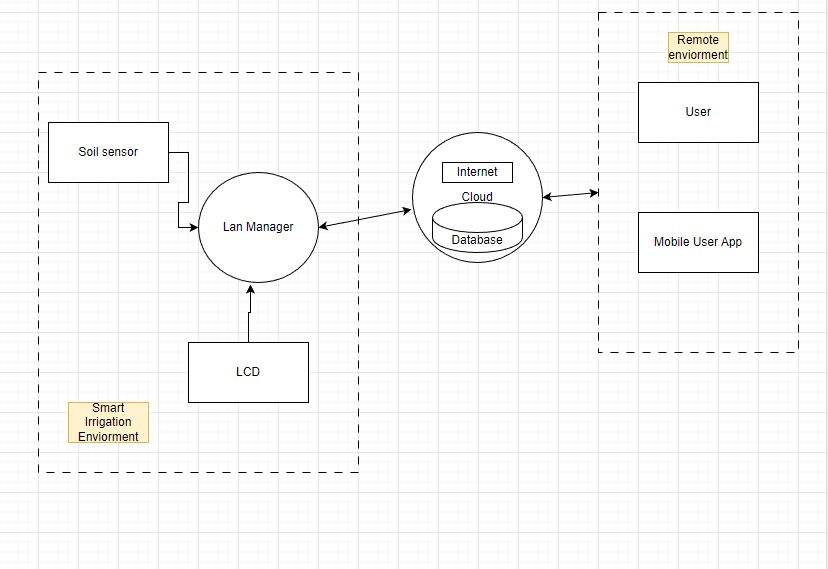 Soil sensor
Lan Manager
LCD
Smart
Irrigation
Enviorment
Internet
Cloud
Database
Remote
enviorment
User
Mobile User App